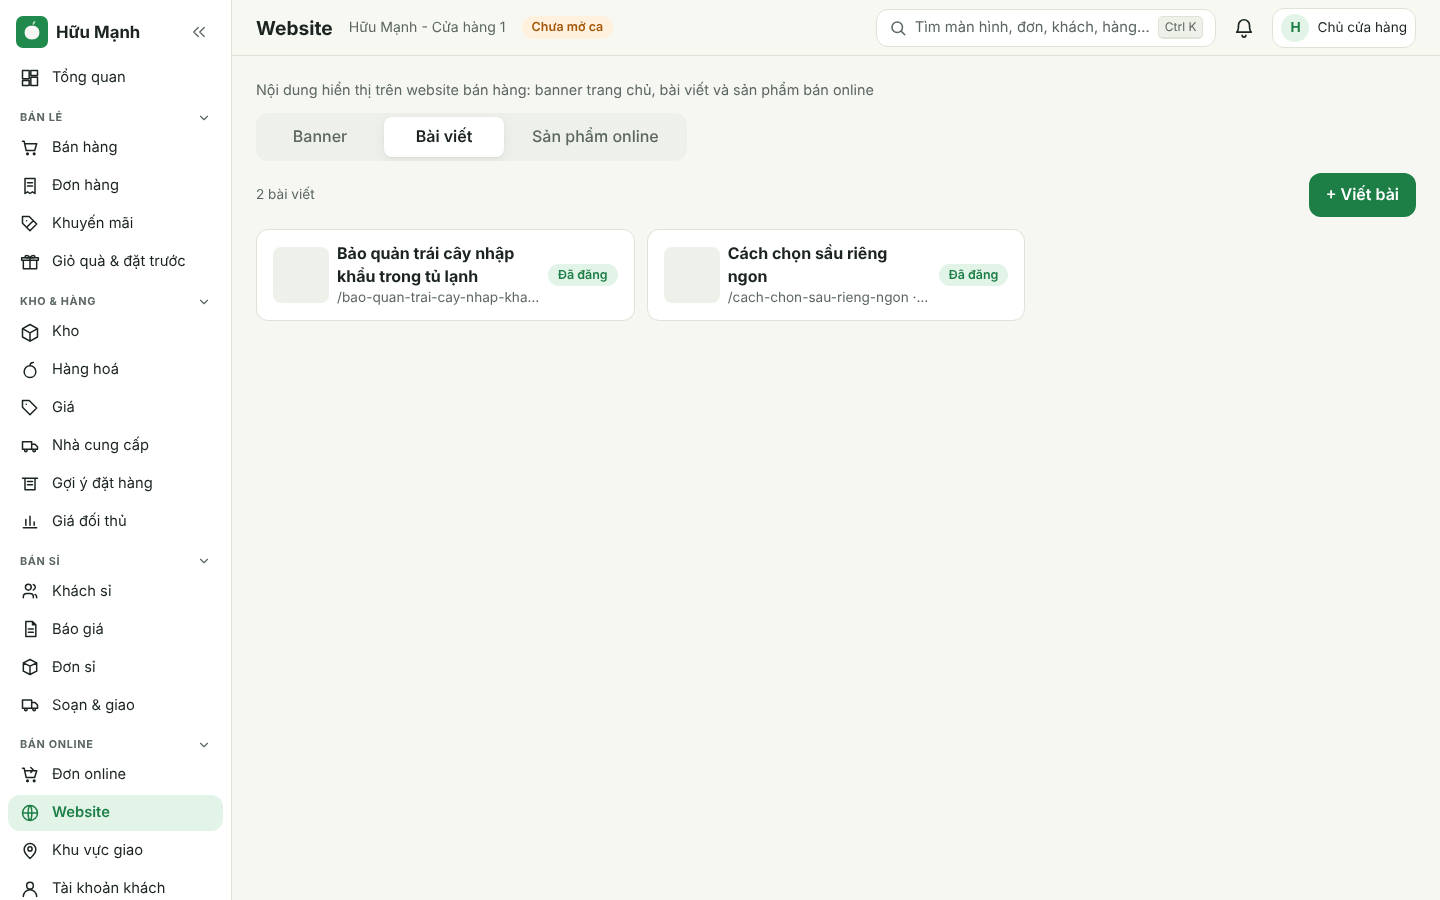 Hữu Mạnh
Tổng quan
BÁN LẺ
Bán hàng
Đơn hàng
Khuyến mãi
Giỏ quà & đặt trước
KHO & HÀNG
Kho
Hàng hoá
Giá
Nhà cung cấp
Gợi ý đặt hàng
Giá đối thủ
BÁN SỈ
Khách sỉ
Báo giá
Đơn sỉ
Soạn & giao
BÁN ONLINE
Đơn online
Website
Khu vực giao
Tài khoản khách
Website Hữu Mạnh - Cửa hàng 1 Chưa mở ca
Tìm màn hình, đơn, khách, hàng... Ctrl K
H Chủ cửa hàng
Nội dung hiển thị trên website bán hàng: banner trang chủ, bài viết và sản phẩm bán online
Banner Bài viết Sản phẩm online
2 bài viết
+ Viết bài
Bảo quản trái cây nhập
khẩu trong tủ lạnh
/bao-quan-trai-cay-nhap-kha...
Đã đăng
Cách chọn sầu riêng
ngon
/cach-chon-sau-rieng-ngon ·...
Đã đăng